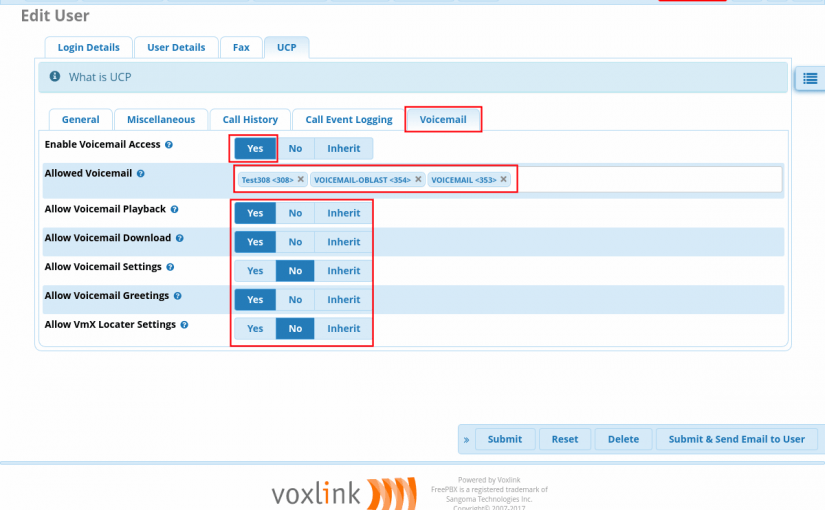 Edit User
Login Details User Details Fax UCP
What is UCP
General Miscellaneous Call History Call Event Logging Voicemail
Enable Voicemail Access Yes No Inherit
Allowed Voicemail Test308 <308> × VOICEMAIL-OBLAST <354> × VOICEMAIL <353> ×
Allow Voicemail Playback Yes No Inherit
Allow Voicemail Download Yes No Inherit
Allow Voicemail Settings Yes No Inherit
Allow Voicemail Greetings Yes No Inherit
Allow VmX Locater Settings Yes No Inherit
» Submit Reset Delete Submit & Send Email to User
voxlink
Powered by Voxlink
FreePBX is a registered trademark of
Sangoma Technologies Inc.
Copyright© 2007-2017